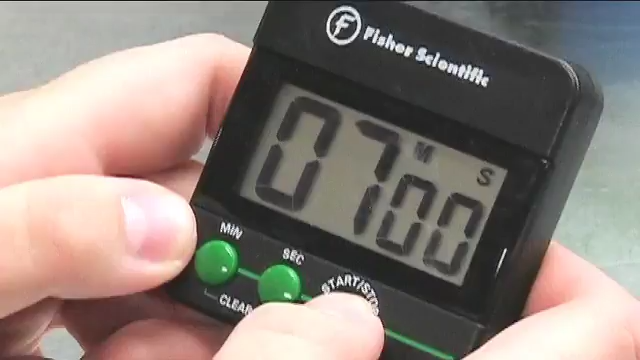 f Fisher Scientific
M S
07 00
MIN SEC START/STOP
CLEAR